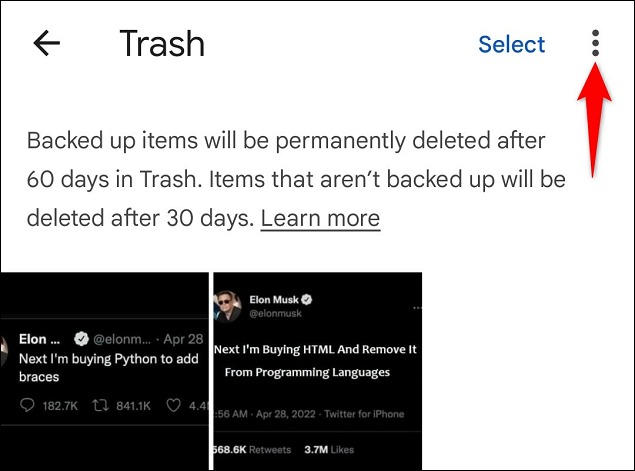 Trash
Select
Backed up items will be permanently deleted after
60 days in Trash. Items that aren’t backed up will be
deleted after 30 days. Learn more
Elon ... @elonm... · Apr 28
Next I'm buying Python to add
braces
182.7K 841.1K 4.4
Elon Musk
@elonmusk
...
Next I'm Buying HTML And Remove It
From Programming Languages
:56 AM · Apr 28, 2022 · Twitter for iPhone
568.6K Retweets 3.7M Likes